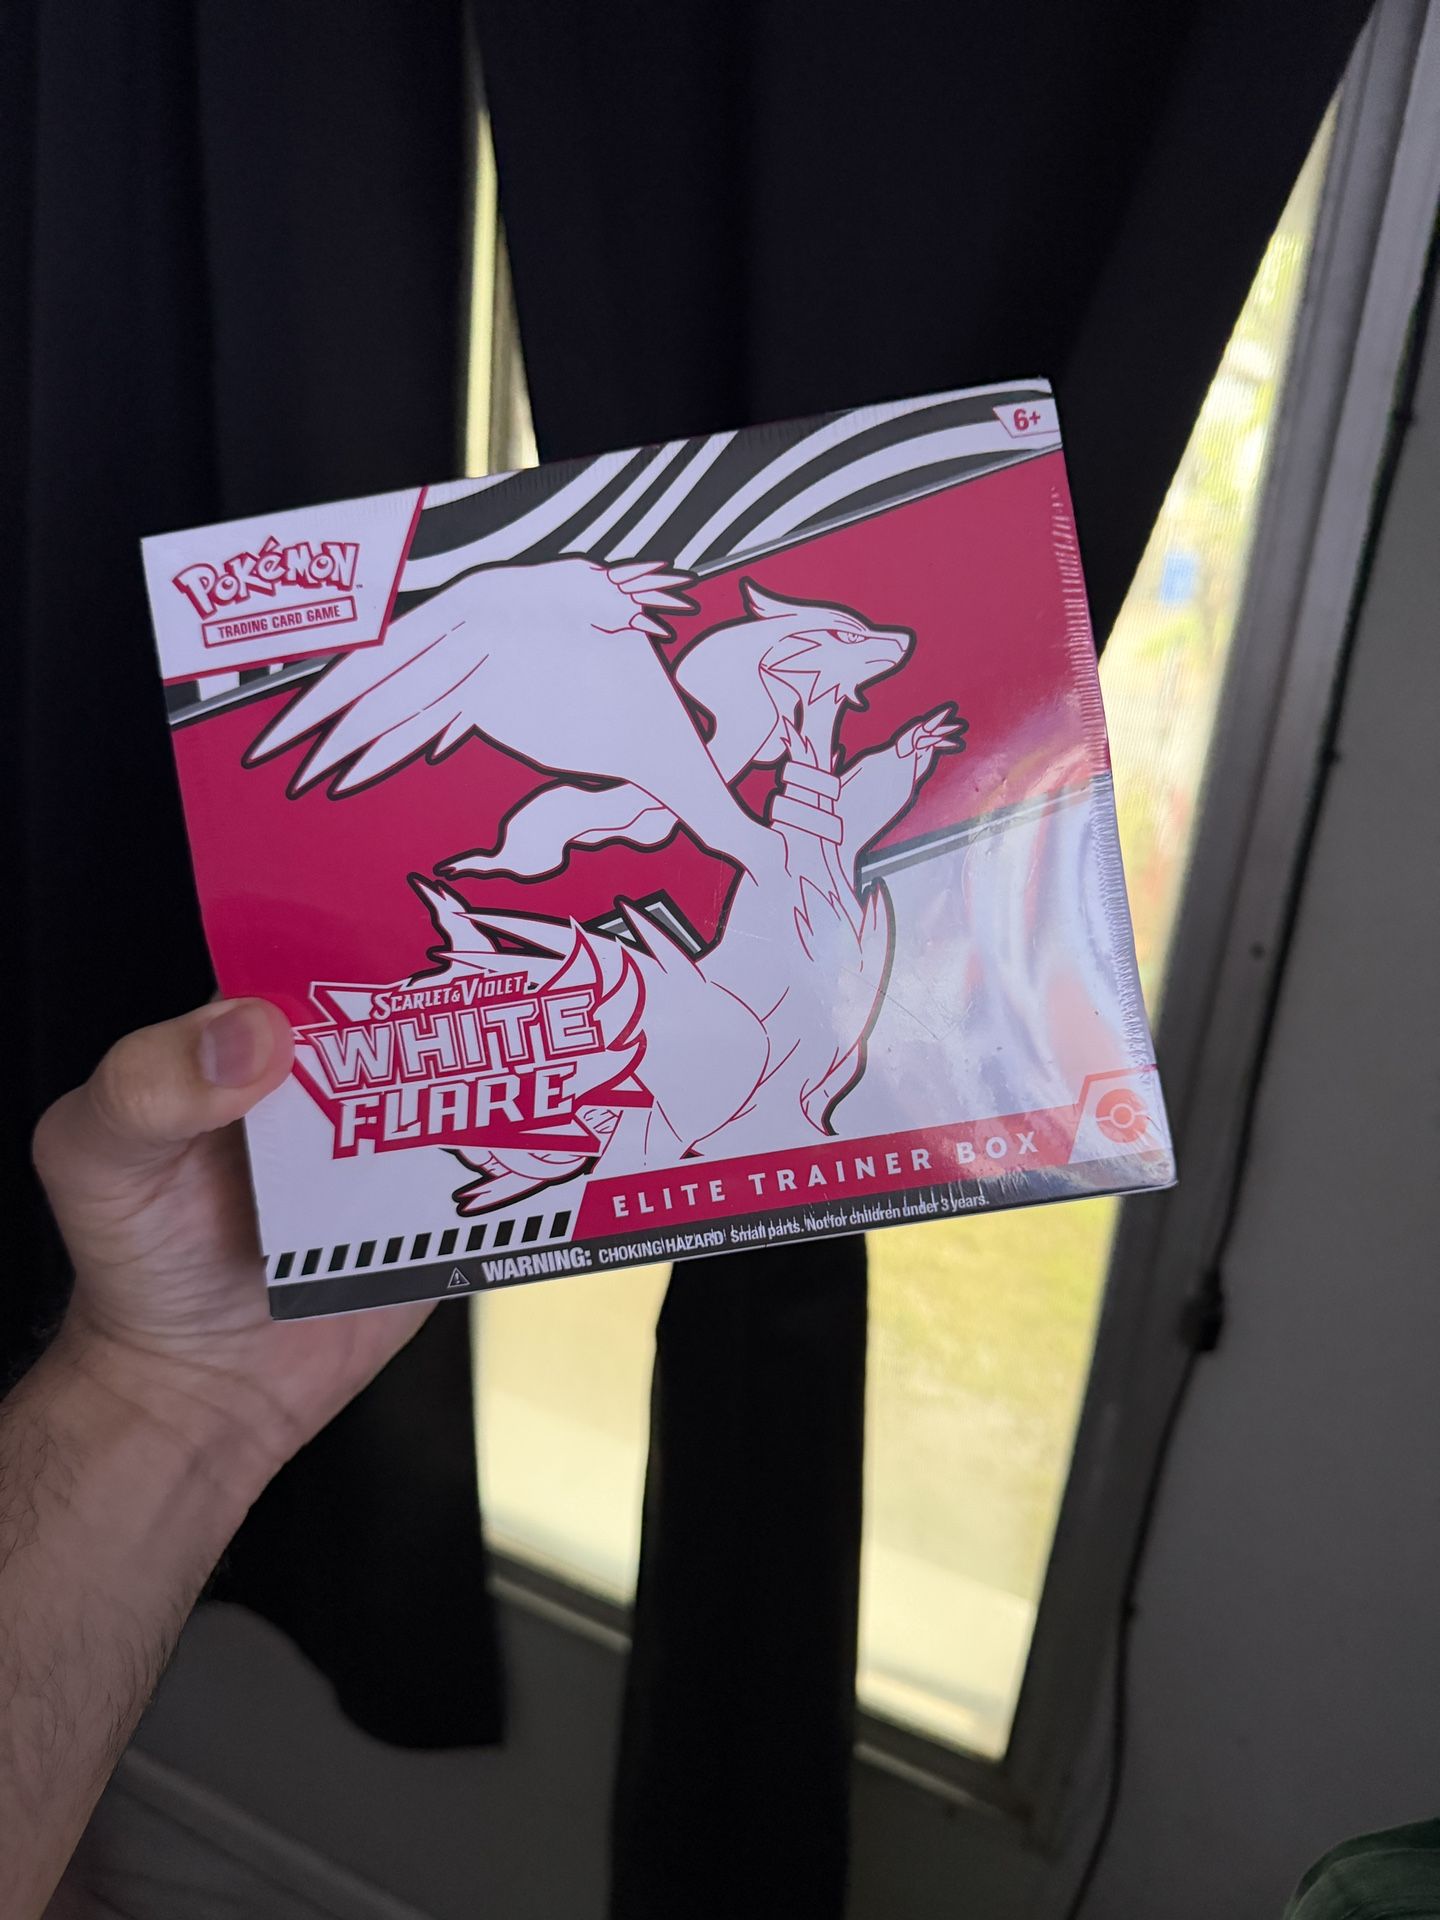 6+
POKéMON™
TRADING CARD GAME
SCARLET & VIOLET
WHITE
FLARE
ELITE TRAINER BOX
⚠ WARNING: CHOKING HAZARD Small parts. Not for children under 3 years.